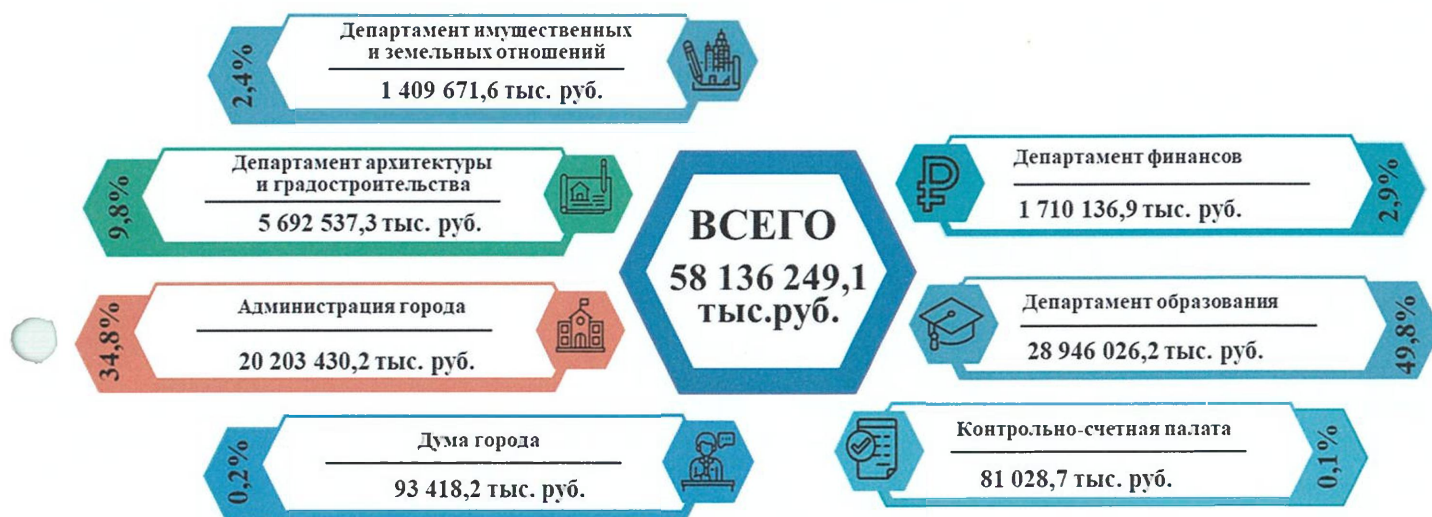 2,4%
Департамент имущественных
и земельных отношений
1 409 671,6 тыс. руб.
9,8%
Департамент архитектуры
и градостроительства
5 692 537,3 тыс. руб.
34,8%
Администрация города
20 203 430,2 тыс. руб.
0,2%
Дума города
93 418,2 тыс. руб.
ВСЕГО
58 136 249,1
тыс.руб.
Департамент финансов
1 710 136,9 тыс. руб.
2,9%
Департамент образования
28 946 026,2 тыс. руб.
49,8%
Контрольно-счетная палата
81 028,7 тыс. руб.
0,1%